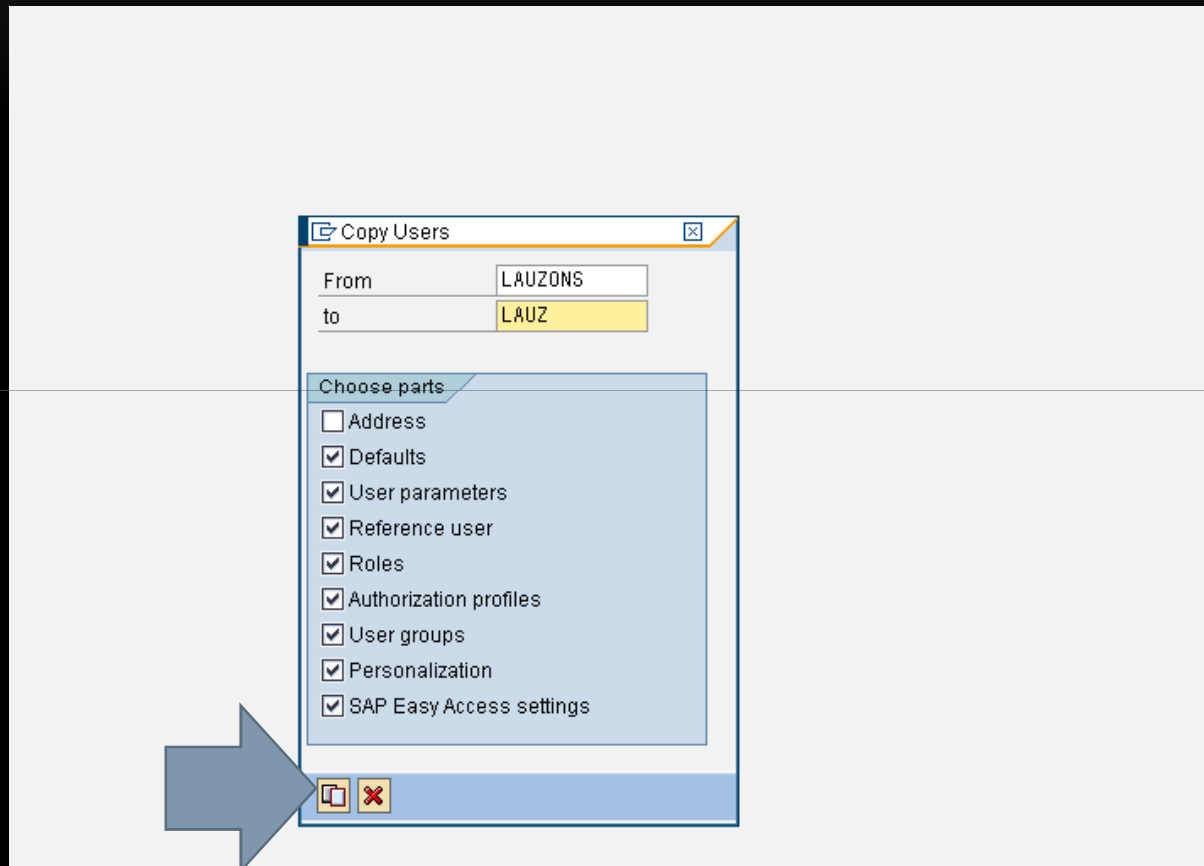 Copy Users
From LAUZONS
to LAUZ
Choose parts
Address
Defaults
User parameters
Reference user
Roles
Authorization profiles
User groups
Personalization
SAP Easy Access settings